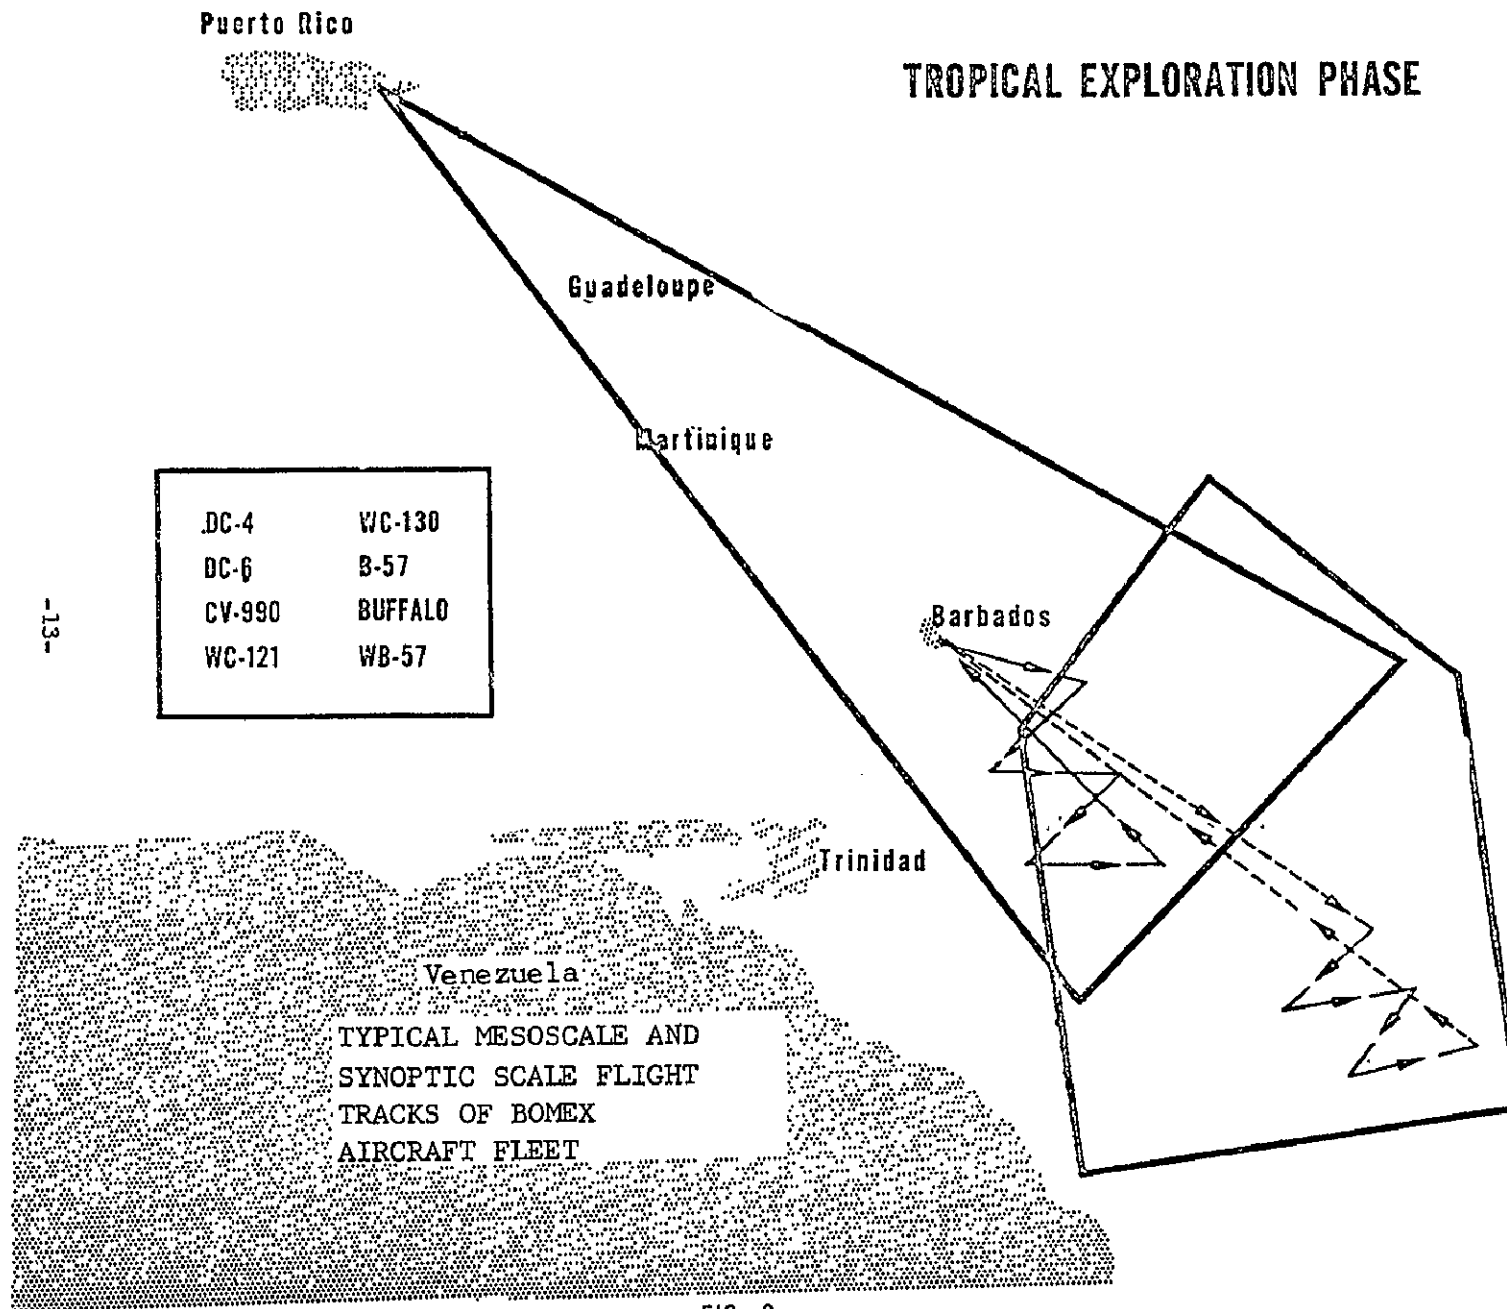 Puerto Rico
TROPICAL EXPLORATION PHASE
Guadeloupe
Martinique
DC-4 WC-130
DC-6 B-57
CV-990 BUFFALO
WC-121 WB-57
-13-
Barbados
Trinidad
Venezuela
TYPICAL MESOSCALE AND
SYNOPTIC SCALE FLIGHT
TRACKS OF BOMEX
AIRCRAFT FLEET